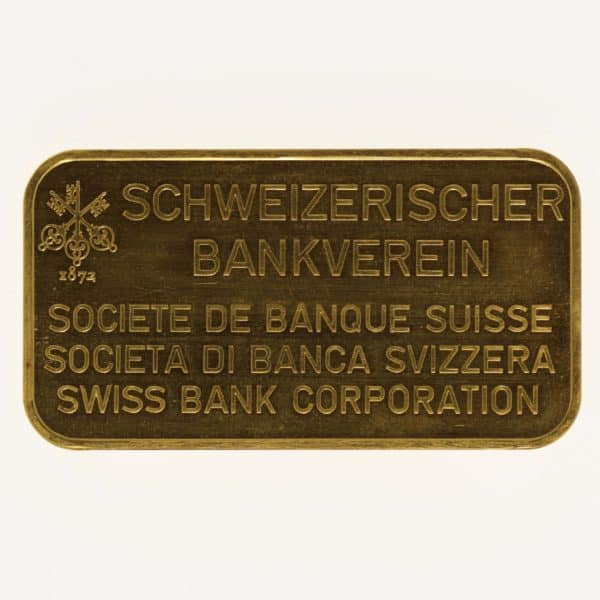 SCHWEIZERISCHER
BANKVEREIN
1872
SOCIETE DE BANQUE SUISSE
SOCIETA DI BANCA SVIZZERA
SWISS BANK CORPORATION